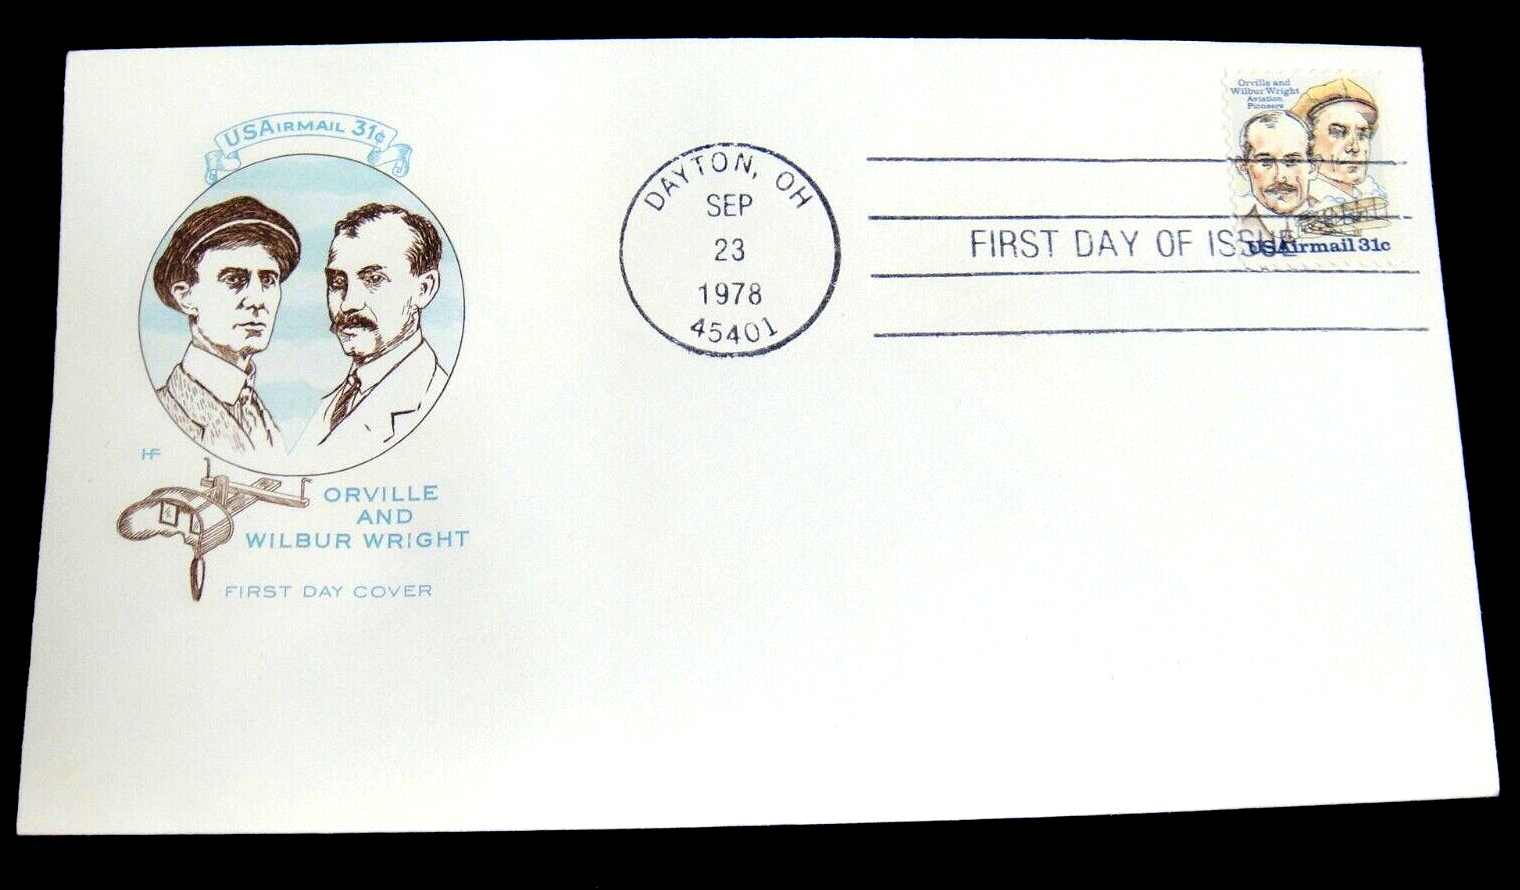 USAIRMAIL 31¢
HF
ORVILLE
AND
WILBUR WRIGHT
FIRST DAY COVER
DAYTON, OH
SEP
23
1978
45401
FIRST DAY OF ISSUE
Orville and
Wilbur Wright
Aviation
Pioneers
USAirmail 31c